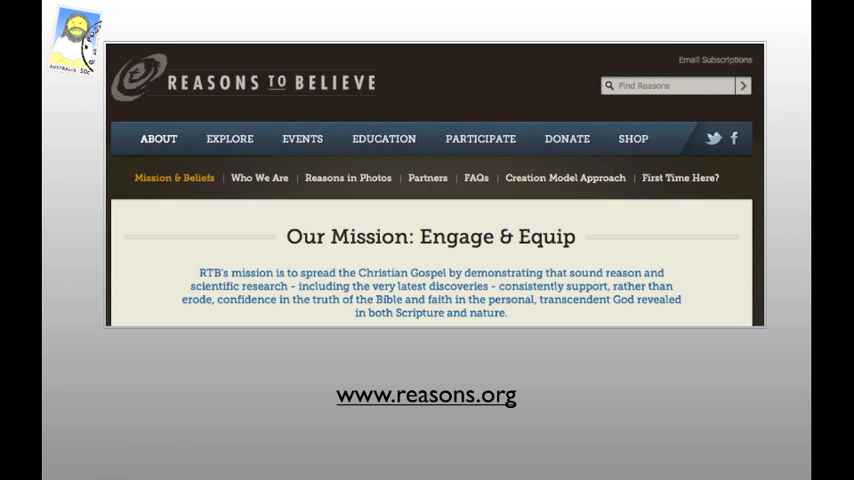 AUSTRALIA 50c
REASONS TO BELIEVE
Email Subscriptions
Find Reasons
ABOUT EXPLORE EVENTS EDUCATION PARTICIPATE DONATE SHOP
Mission & Beliefs | Who We Are | Reasons in Photos | Partners | FAQs | Creation Model Approach | First Time Here?
Our Mission: Engage & Equip
RTB's mission is to spread the Christian Gospel by demonstrating that sound reason and
scientific research - including the very latest discoveries - consistently support, rather than
erode, confidence in the truth of the Bible and faith in the personal, transcendent God revealed
in both Scripture and nature.
www.reasons.org